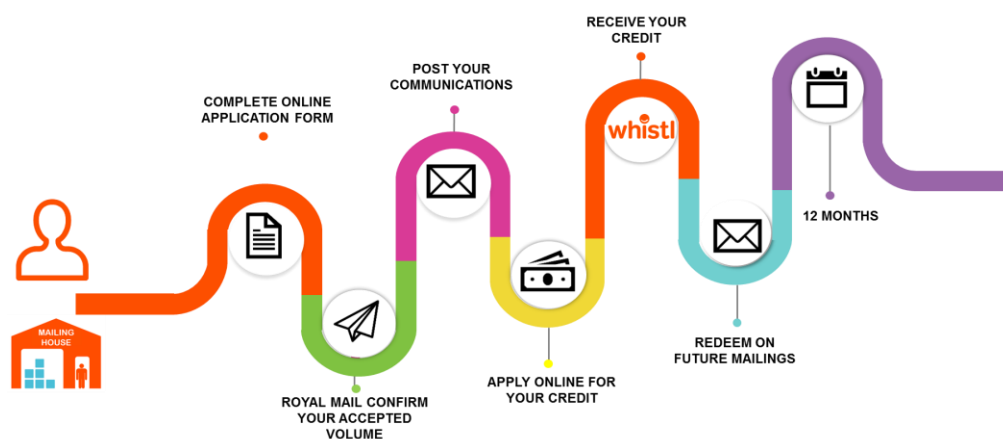 COMPLETE ONLINE
APPLICATION FORM
MAILING
HOUSE
ROYAL MAIL CONFIRM
YOUR ACCEPTED
VOLUME
POST YOUR
COMMUNICATIONS
APPLY ONLINE FOR
YOUR CREDIT
RECEIVE YOUR
CREDIT
whistl
REDEEM ON
FUTURE MAILINGS
12 MONTHS